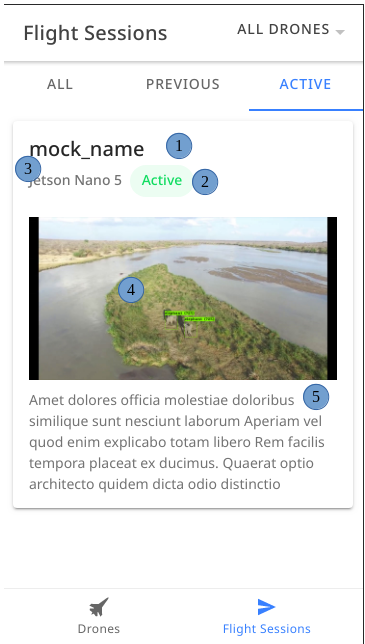 Flight Sessions
ALL DRONES
ALL
PREVIOUS
ACTIVE
mock_name
1
3
Jetson Nano 5
Active
2
4
5
Amet dolores officia molestiae doloribus
similique sunt nesciunt laborum Aperiam vel
quod enim explicabo totam libero Rem facilis
tempora placeat ex ducimus. Quaerat optio
architecto quidem dicta odio distinctio
Drones
Flight Sessions